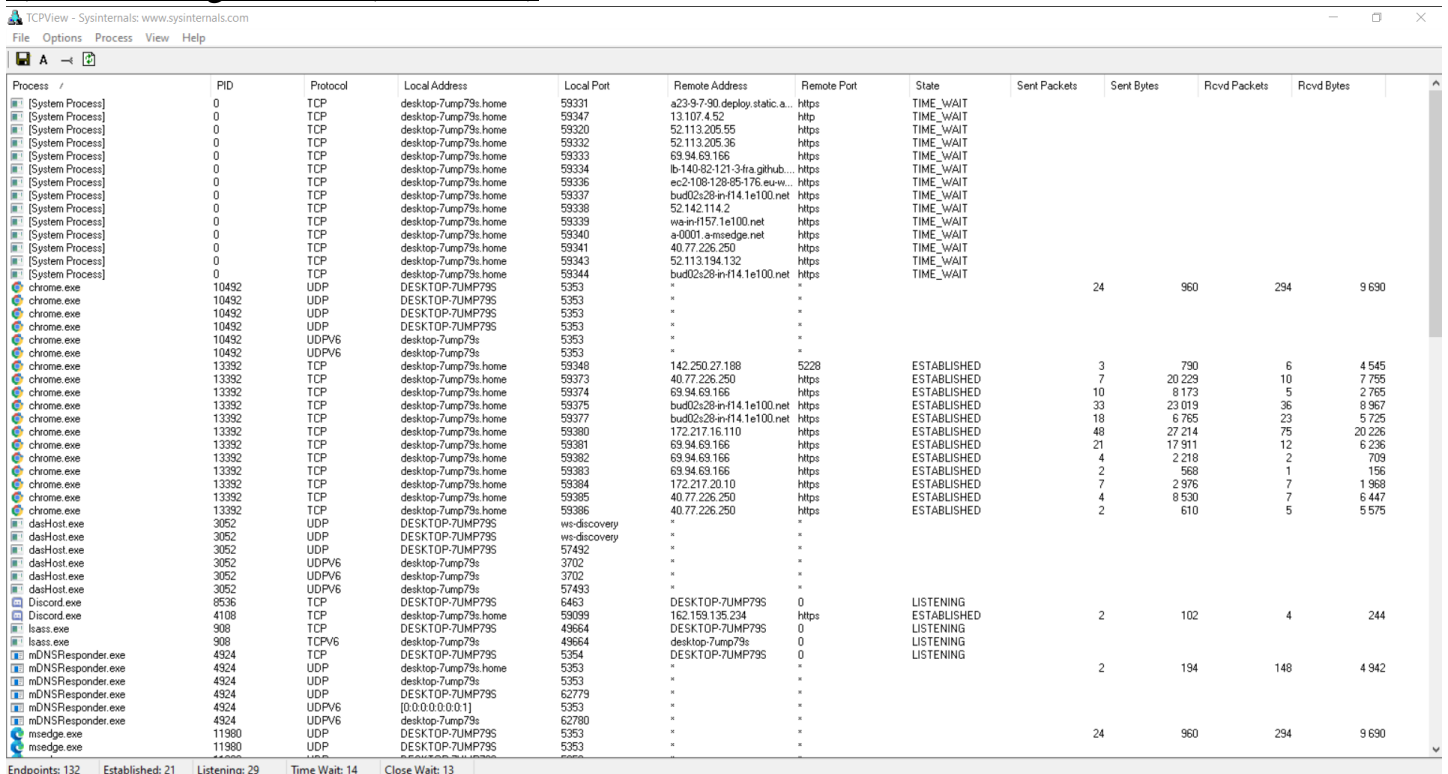 TCPView - Sysinternals: www.sysinternals.com
File Options Process View Help
A
Process / PID Protocol Local Address Local Port Remote Address Remote Port State Sent Packets Sent Bytes Rcvd Packets Rcvd Bytes
[System Process] 0 TCP desktop-7ump79s.home 59331 a23-9-7-90.deploy.static.a... https TIME_WAIT
[System Process] 0 TCP desktop-7ump79s.home 59347 13.107.4.52 http TIME_WAIT
[System Process] 0 TCP desktop-7ump79s.home 59320 52.113.205.55 https TIME_WAIT
[System Process] 0 TCP desktop-7ump79s.home 59332 52.113.205.36 https TIME_WAIT
[System Process] 0 TCP desktop-7ump79s.home 59333 69.94.69.166 https TIME_WAIT
[System Process] 0 TCP desktop-7ump79s.home 59334 lb-140-82-121-3-fra.github.... https TIME_WAIT
[System Process] 0 TCP desktop-7ump79s.home 59336 ec2-108-128-85-176.eu-w... https TIME_WAIT
[System Process] 0 TCP desktop-7ump79s.home 59337 bud02s28-in-f14.1e100.net https TIME_WAIT
[System Process] 0 TCP desktop-7ump79s.home 59338 52.142.114.2 https TIME_WAIT
[System Process] 0 TCP desktop-7ump79s.home 59339 wa-in-f157.1e100.net https TIME_WAIT
[System Process] 0 TCP desktop-7ump79s.home 59340 a-0001.a-msedge.net https TIME_WAIT
[System Process] 0 TCP desktop-7ump79s.home 59341 40.77.226.250 https TIME_WAIT
[System Process] 0 TCP desktop-7ump79s.home 59343 52.113.194.132 https TIME_WAIT
[System Process] 0 TCP desktop-7ump79s.home 59344 bud02s28-in-f14.1e100.net https TIME_WAIT
chrome.exe 10492 UDP DESKTOP-7UMP79S 5353 * * 24 960 294 9 690
chrome.exe 10492 UDP DESKTOP-7UMP79S 5353 * *
chrome.exe 10492 UDP DESKTOP-7UMP79S 5353 * *
chrome.exe 10492 UDP DESKTOP-7UMP79S 5353 * *
chrome.exe 10492 UDPV6 desktop-7ump79s 5353 * *
chrome.exe 10492 UDPV6 desktop-7ump79s 5353 * *
chrome.exe 13392 TCP desktop-7ump79s.home 59348 142.250.27.188 5228 ESTABLISHED 3 790 6 4 545
chrome.exe 13392 TCP desktop-7ump79s.home 59373 40.77.226.250 https ESTABLISHED 7 20 229 10 7 755
chrome.exe 13392 TCP desktop-7ump79s.home 59374 69.94.69.166 https ESTABLISHED 10 8 173 5 2 765
chrome.exe 13392 TCP desktop-7ump79s.home 59375 bud02s28-in-f14.1e100.net https ESTABLISHED 33 23 019 36 8 967
chrome.exe 13392 TCP desktop-7ump79s.home 59377 bud02s28-in-f14.1e100.net https ESTABLISHED 18 6 765 23 5 725
chrome.exe 13392 TCP desktop-7ump79s.home 59380 172.217.16.110 https ESTABLISHED 48 27 214 75 20 226
chrome.exe 13392 TCP desktop-7ump79s.home 59381 69.94.69.166 https ESTABLISHED 21 17 911 12 6 236
chrome.exe 13392 TCP desktop-7ump79s.home 59382 69.94.69.166 https ESTABLISHED 4 2 218 2 709
chrome.exe 13392 TCP desktop-7ump79s.home 59383 69.94.69.166 https ESTABLISHED 2 568 1 156
chrome.exe 13392 TCP desktop-7ump79s.home 59384 172.217.20.10 https ESTABLISHED 7 2 976 7 1 968
chrome.exe 13392 TCP desktop-7ump79s.home 59385 40.77.226.250 https ESTABLISHED 4 8 530 7 6 447
chrome.exe 13392 TCP desktop-7ump79s.home 59386 40.77.226.250 https ESTABLISHED 2 610 5 5 575
dasHost.exe 3052 UDP DESKTOP-7UMP79S ws-discovery * *
dasHost.exe 3052 UDP DESKTOP-7UMP79S ws-discovery * *
dasHost.exe 3052 UDP DESKTOP-7UMP79S 57492 * *
dasHost.exe 3052 UDPV6 desktop-7ump79s 3702 * *
dasHost.exe 3052 UDPV6 desktop-7ump79s 3702 * *
dasHost.exe 3052 UDPV6 desktop-7ump79s 57493 * *
Discord.exe 8536 TCP DESKTOP-7UMP79S 6463 DESKTOP-7UMP79S 0 LISTENING
Discord.exe 4108 TCP desktop-7ump79s.home 59099 162.159.135.234 https ESTABLISHED 2 102 4 244
lsass.exe 908 TCP DESKTOP-7UMP79S 49664 DESKTOP-7UMP79S 0 LISTENING
lsass.exe 908 TCPV6 desktop-7ump79s 49664 desktop-7ump79s 0 LISTENING
mDNSResponder.exe 4924 TCP DESKTOP-7UMP79S 5354 DESKTOP-7UMP79S 0 LISTENING
mDNSResponder.exe 4924 UDP desktop-7ump79s.home 5353 * * 2 194 148 4 942
mDNSResponder.exe 4924 UDP desktop-7ump79s 5353 * *
mDNSResponder.exe 4924 UDP DESKTOP-7UMP79S 62779 * *
mDNSResponder.exe 4924 UDPV6 [0:0:0:0:0:0:0:1] 5353 * *
mDNSResponder.exe 4924 UDPV6 desktop-7ump79s 62780 * *
msedge.exe 11980 UDP DESKTOP-7UMP79S 5353 * * 24 960 294 9 690
msedge.exe 11980 UDP DESKTOP-7UMP79S 5353 * *
Endpoints: 132 Established: 21 Listening: 29 Time Wait: 14 Close Wait: 13